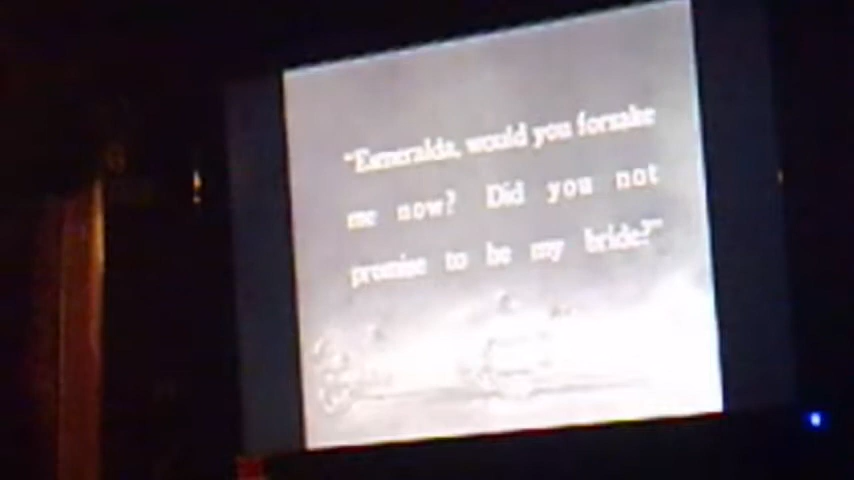 "Esmeralda, would you forsake
me now? Did you not
promise to be my bride?"